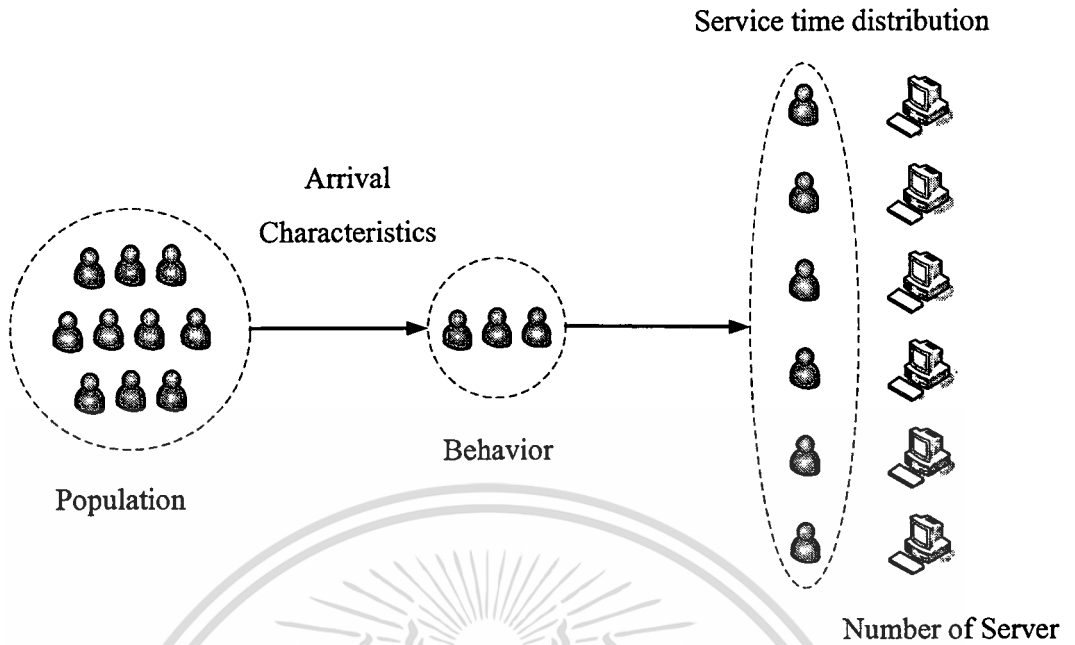 Service time distribution
Arrival
Characteristics
Behavior
Population
Number of Server